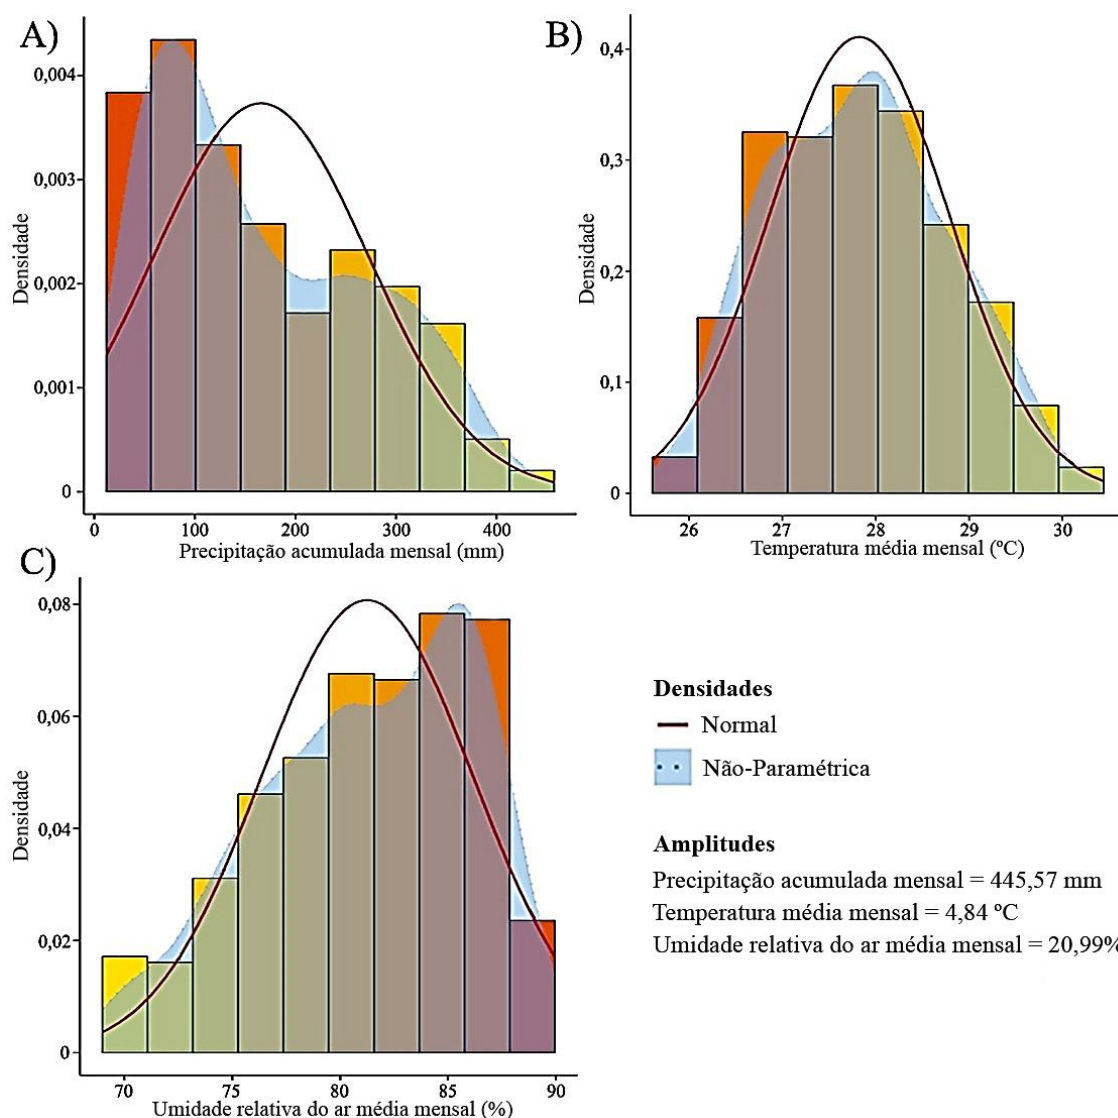 A)
Densidade
0,004
0,003
0,002
0,001
0
0 100 200 300 400
Precipitação acumulada mensal (mm)
B)
Densidade
0,4
0,3
0,2
0,1
0
26 27 28 29 30
Temperatura média mensal (ºC)
C)
Densidade
0,08
0,06
0,04
0,02
0
70 75 80 85 90
Umidade relativa do ar média mensal (%)
Densidades
Normal
Não-Paramétrica
Amplitudes
Precipitação acumulada mensal = 445,57 mm
Temperatura média mensal = 4,84 ºC
Umidade relativa do ar média mensal = 20,99%